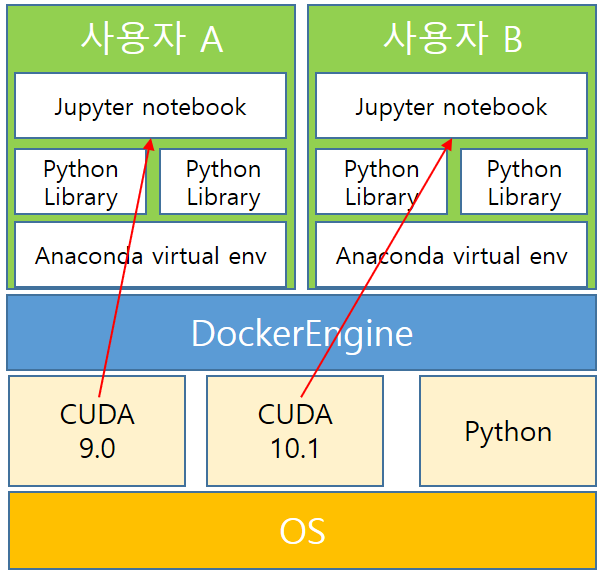 사용자 A
사용자 B
Jupyter notebook
Jupyter notebook
Python
Library
Python
Library
Python
Library
Python
Library
Anaconda virtual env
Anaconda virtual env
DockerEngine
CUDA
9.0
CUDA
10.1
Python
OS